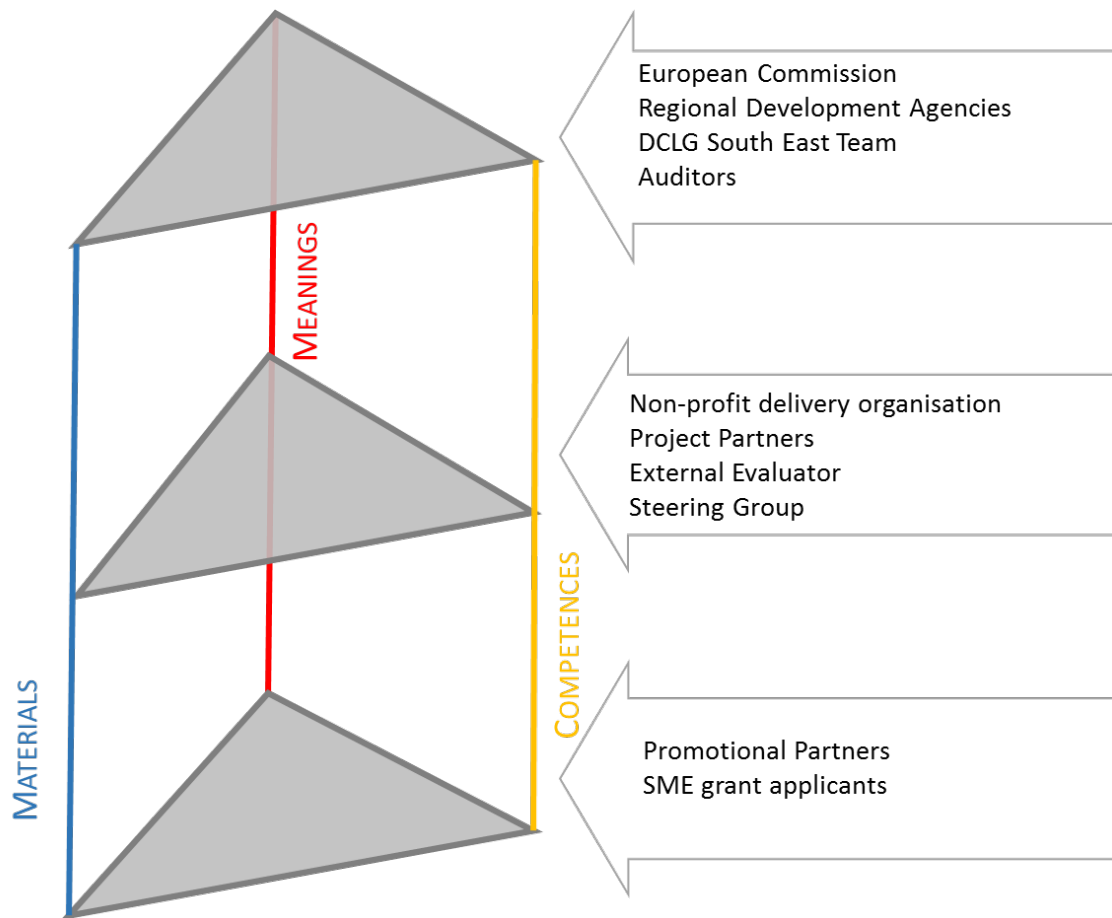 European Commission
Regional Development Agencies
DCLG South East Team
Auditors
MEANINGS
Non-profit delivery organisation
Project Partners
External Evaluator
Steering Group
COMPETENCES
MATERIALS
Promotional Partners
SME grant applicants